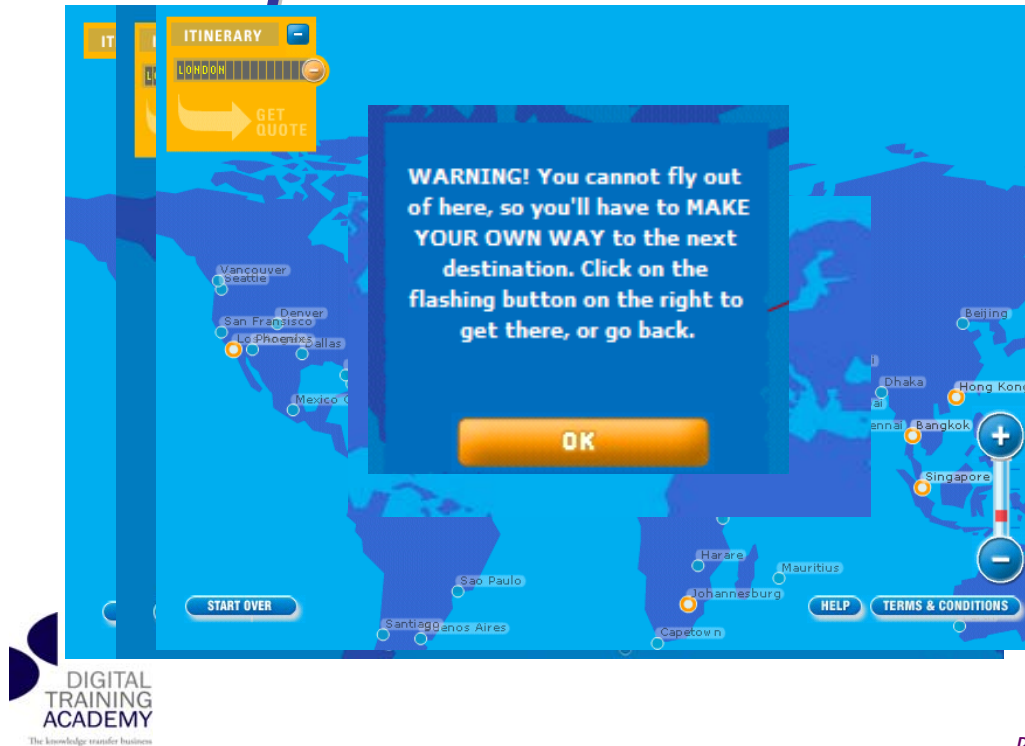 IT
ITINERARY
LONDON
GET
QUOTE
WARNING! You cannot fly out
of here, so you'll have to MAKE
YOUR OWN WAY to the next
destination. Click on the
flashing button on the right to
get there, or go back.
OK
Vancouver
Seattle
Denver
San Fransisco
Phoenix
Dallas
Mexico
Beijing
Dhaka
Hong Kong
Bangkok
Singapore
Harare
Mauritius
Sao Paulo
Johannesburg
Santiago
Capetown
START OVER
HELP
TERMS & CONDITIONS
DIGITAL
TRAINING
ACADEMY
The knowledge transfer business